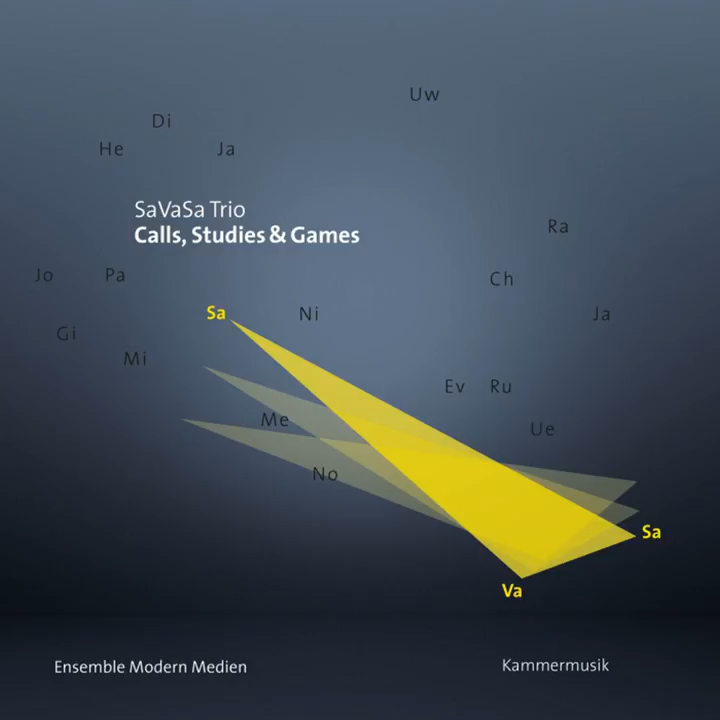 Uw
Di
He Ja
SaVaSa Trio
Calls, Studies & Games
Ra
Jo Pa
Ch
Sa Ni Ja
Gi
Mi
Ev Ru
Me
Ue
No
Sa
Va
Ensemble Modern Medien
Kammermusik